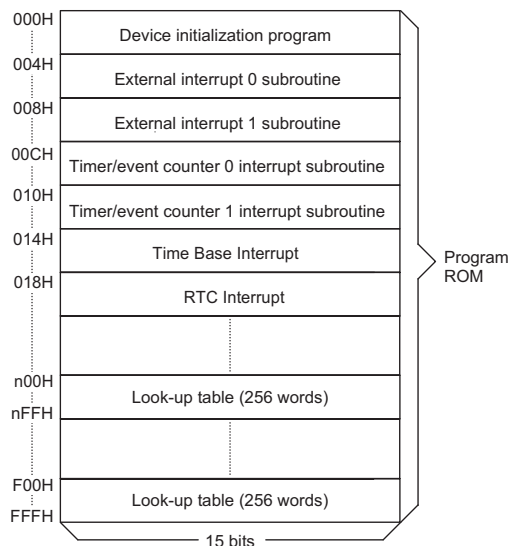 000H
Device initialization program
004H
External interrupt 0 subroutine
008H
External interrupt 1 subroutine
00CH
Timer/event counter 0 interrupt subroutine
010H
Timer/event counter 1 interrupt subroutine
014H
Time Base Interrupt
018H
RTC Interrupt
Program
ROM
n00H
Look-up table (256 words)
nFFH
F00H
Look-up table (256 words)
FFFH
15 bits